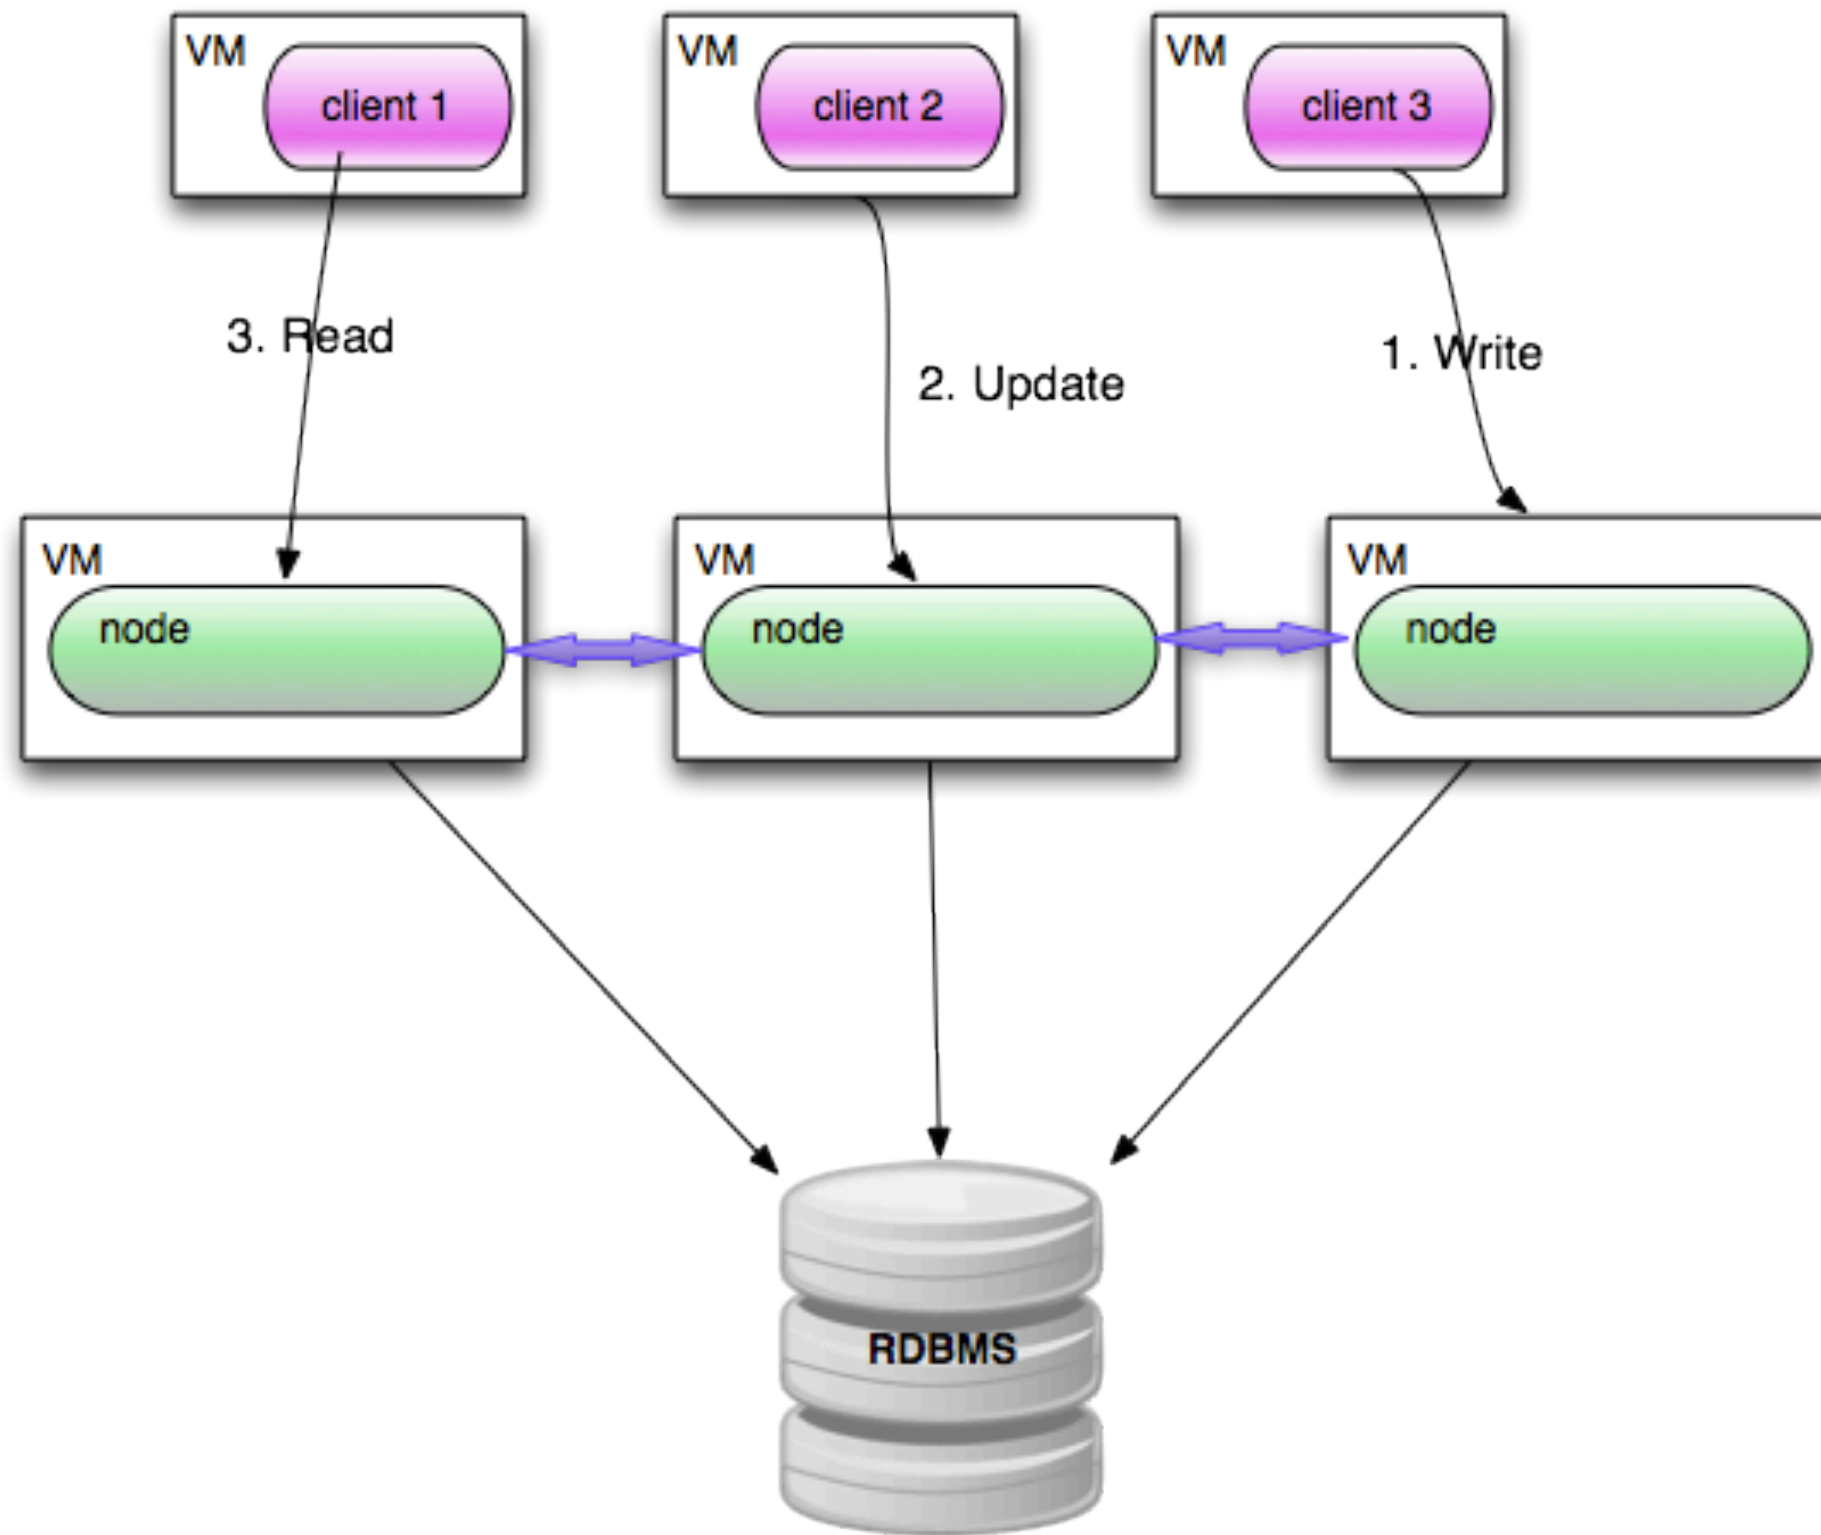 VM
client 1
VM
client 2
VM
client 3
3. Read
2. Update
1. Write
VM
node
VM
node
VM
node
RDBMS